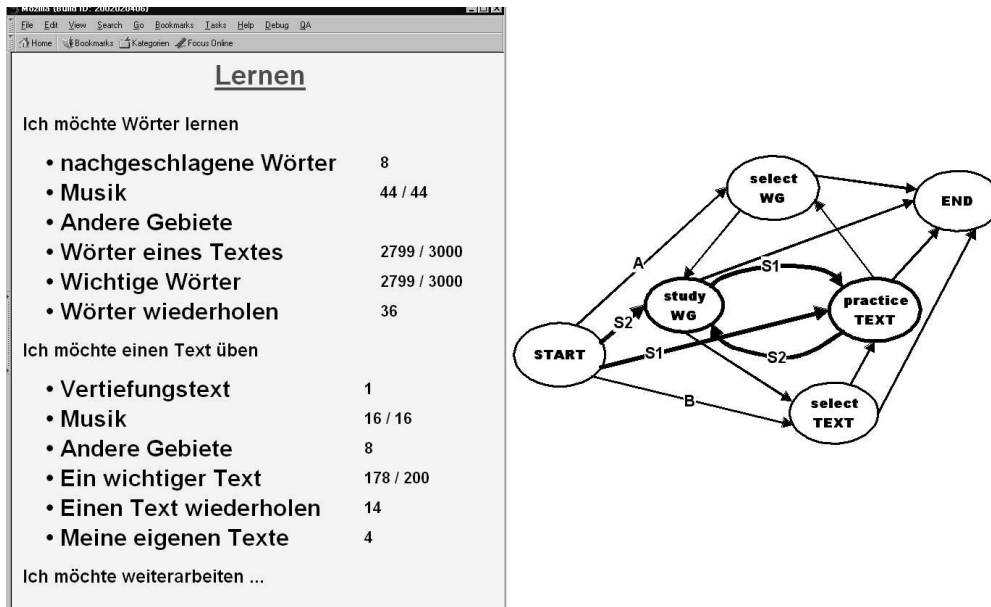 Mozilla {Build ID: 2002020406}
File Edit View Search Go Bookmarks Tasks Help Debug QA
Home Bookmarks Kategorien Focus Online
Lernen
Ich möchte Wörter lernen
• nachgeschlagene Wörter 8
• Musik 44 / 44
• Andere Gebiete
• Wörter eines Textes 2799 / 3000
• Wichtige Wörter 2799 / 3000
• Wörter wiederholen 36
Ich möchte einen Text üben
• Vertiefungstext 1
• Musik 16 / 16
• Andere Gebiete 8
• Ein wichtiger Text 178 / 200
• Einen Text wiederholen 14
• Meine eigenen Texte 4
Ich möchte weiterarbeiten ...
select
WG
END
A
S1
study
WG
practice
TEXT
S2
START
S1
S2
B
select
TEXT